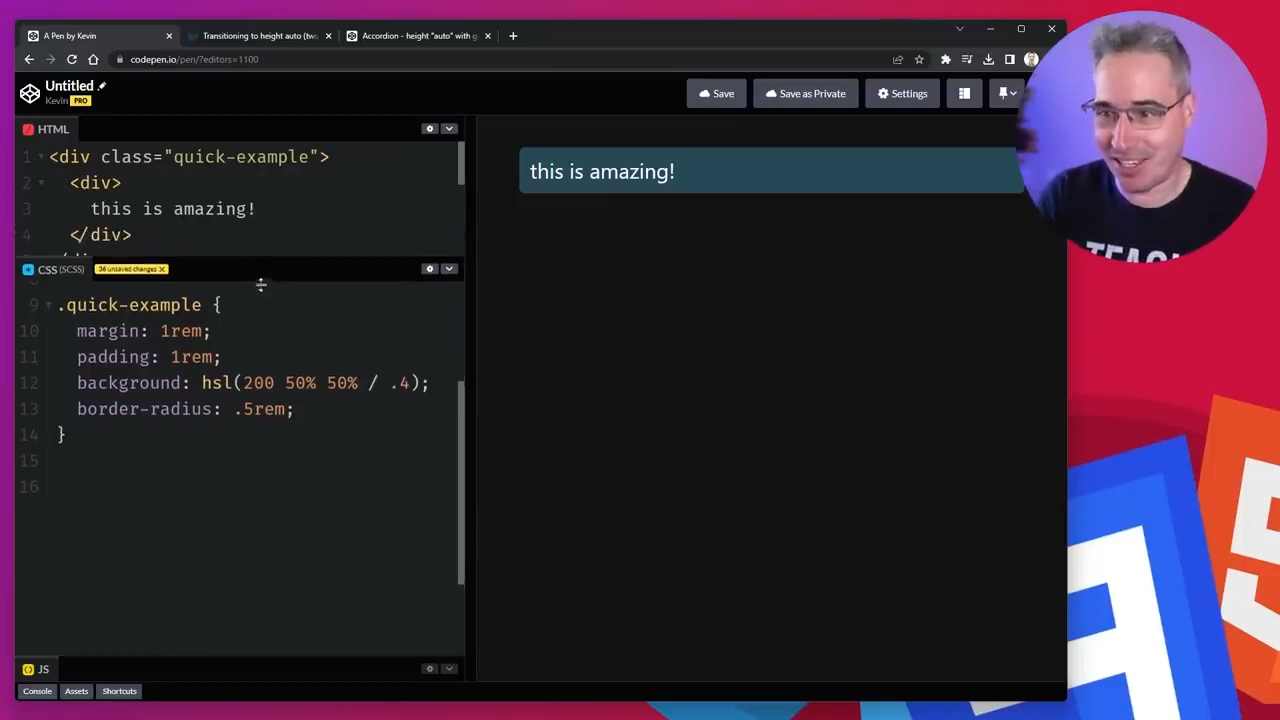 A Pen by Kevin
Transitioning to height auto (tw
Accordion - height "auto" with g
codepen.io/pen/?editors=1100
Untitled
Kevin PRO
Save
Save as Private
Settings
HTML
1 <div class="quick-example">
2 <div>
3 this is amazing!
4 </div>
CSS (SCSS) 36 unsaved changes X
9 .quick-example {
10 margin: 1rem;
11 padding: 1rem;
12 background: hsl(200 50% 50% / .4);
13 border-radius: .5rem;
14 }
15
16
JS
Console Assets Shortcuts
this is amazing!
TEAC